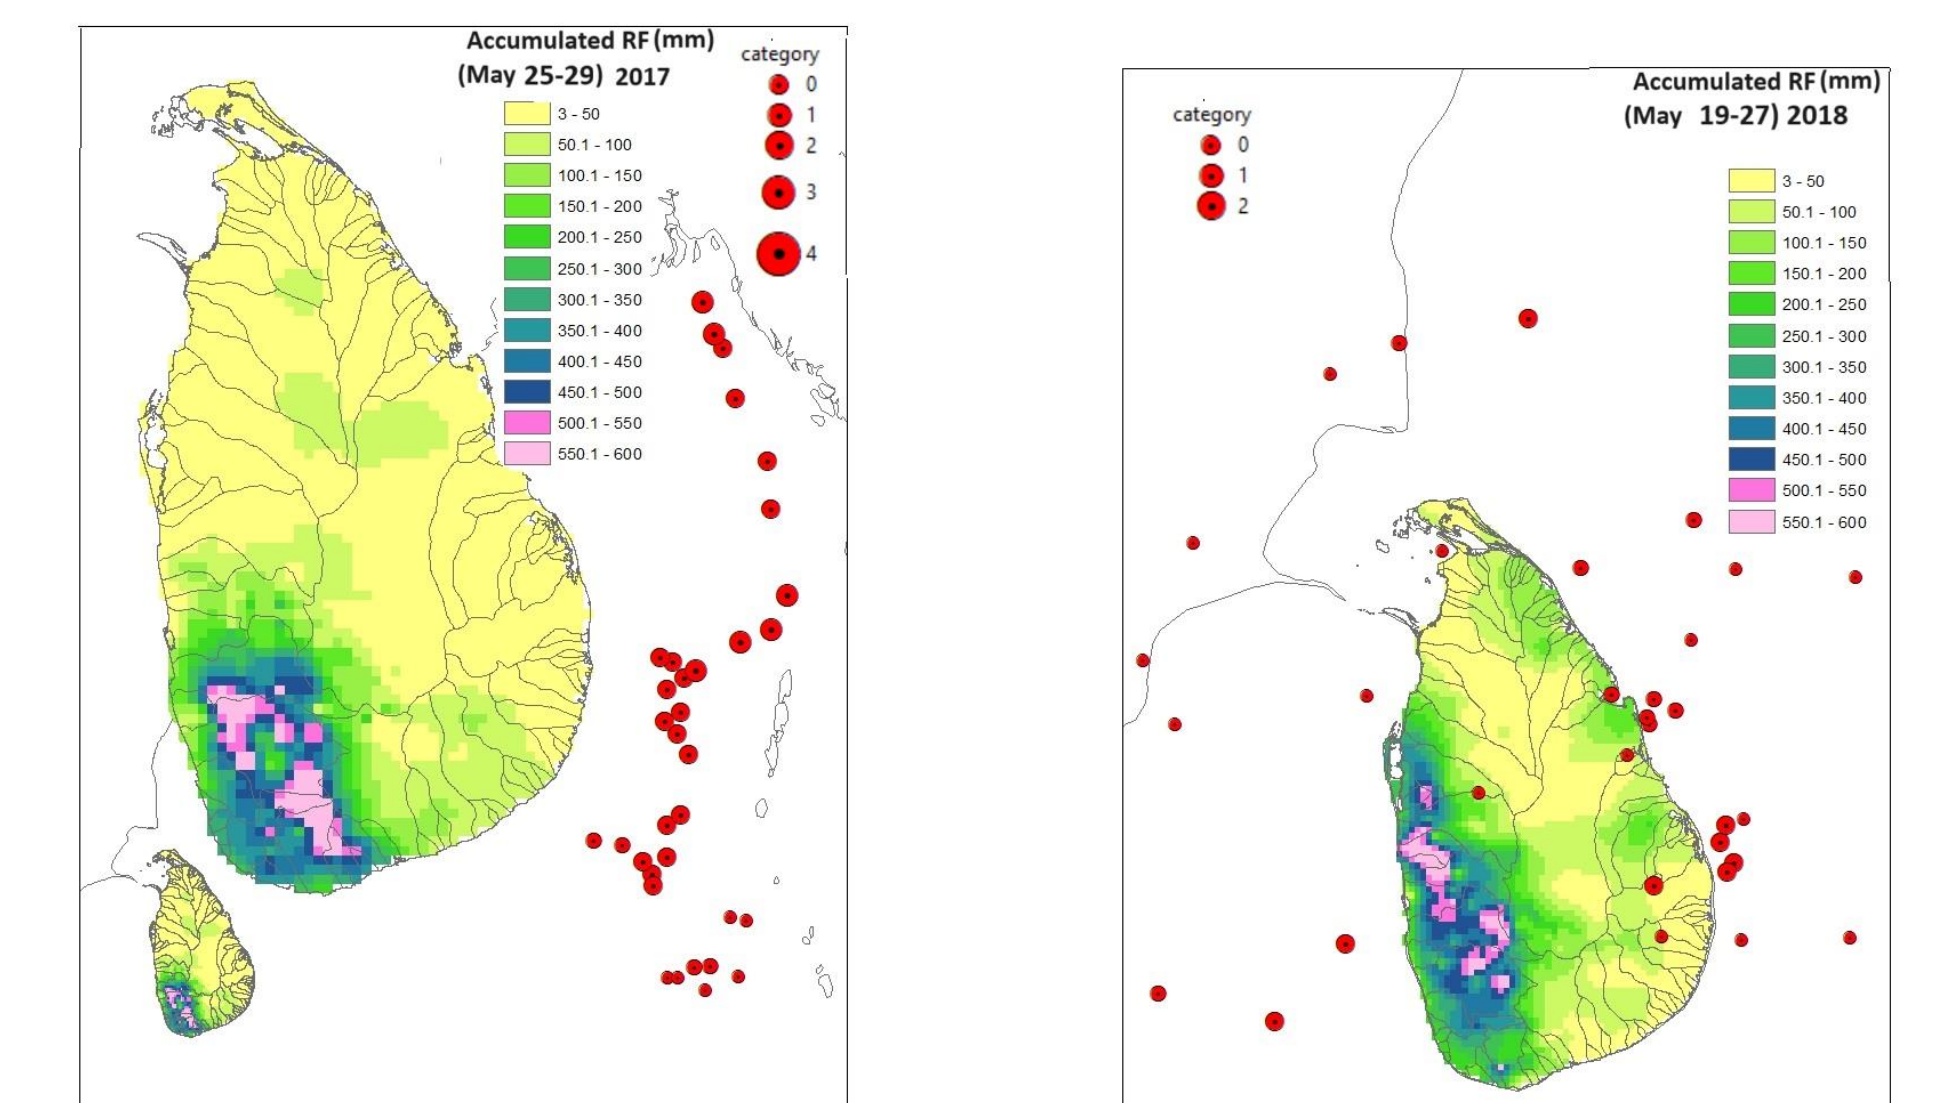 Accumulated RF (mm)
(May 25-29) 2017
3 - 50
50.1 - 100
100.1 - 150
150.1 - 200
200.1 - 250
250.1 - 300
300.1 - 350
350.1 - 400
400.1 - 450
450.1 - 500
500.1 - 550
550.1 - 600
category
0
1
2
3
4
category
0
1
2
Accumulated RF (mm)
(May 19-27) 2018
3 - 50
50.1 - 100
100.1 - 150
150.1 - 200
200.1 - 250
250.1 - 300
300.1 - 350
350.1 - 400
400.1 - 450
450.1 - 500
500.1 - 550
550.1 - 600